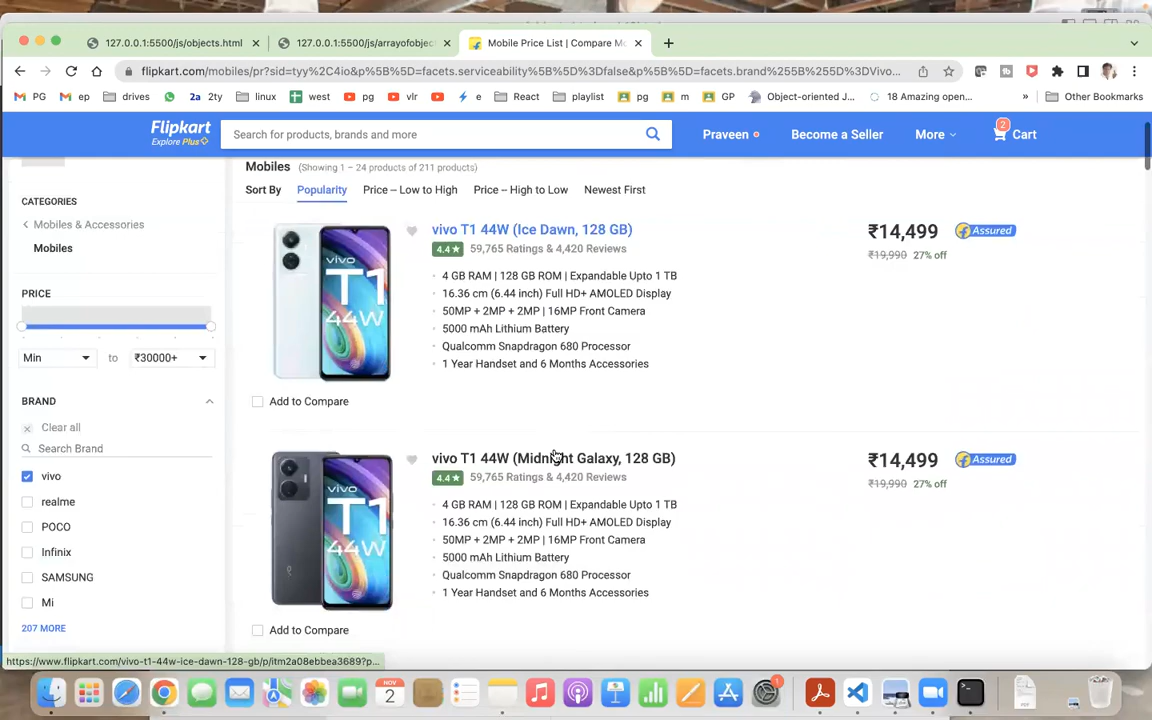 127.0.0.1:5500/js/objects.html
127.0.0.1:5500/js/arrayofobjec
Mobile Price List | Compare Mo
flipkart.com/mobiles/pr?sid=tyy%2C4io&p%5B%5D=facets.serviceability%5B%5D%3Dfalse&p%5B%5D=facets.brand%255B%255D%3DVivo...
PG
ep
drives
2a 2ty
linux
west
pg
vlr
e
React
playlist
pg
m
GP
Object-oriented J...
18 Amazing open...
»
Other Bookmarks
Flipkart
Explore Plus
Search for products, brands and more
Praveen
Become a Seller
More
2
Cart
CATEGORIES
Mobiles & Accessories
Mobiles
PRICE
Min
to
₹30000+
BRAND
Clear all
Search Brand
vivo
realme
POCO
Infinix
SAMSUNG
Mi
207 MORE
Mobiles (Showing 1 – 24 products of 211 products)
Sort By
Popularity
Price -- Low to High
Price -- High to Low
Newest First
vivo
T1
44W
vivo T1 44W (Ice Dawn, 128 GB)
4.4★ 59,765 Ratings & 4,420 Reviews
4 GB RAM | 128 GB ROM | Expandable Upto 1 TB
16.36 cm (6.44 inch) Full HD+ AMOLED Display
50MP + 2MP + 2MP | 16MP Front Camera
5000 mAh Lithium Battery
Qualcomm Snapdragon 680 Processor
1 Year Handset and 6 Months Accessories
₹14,499
Assured
₹19,990 27% off
Add to Compare
vivo
T1
44W
vivo T1 44W (Midnight Galaxy, 128 GB)
4.4★ 59,765 Ratings & 4,420 Reviews
4 GB RAM | 128 GB ROM | Expandable Upto 1 TB
16.36 cm (6.44 inch) Full HD+ AMOLED Display
50MP + 2MP + 2MP | 16MP Front Camera
5000 mAh Lithium Battery
Qualcomm Snapdragon 680 Processor
1 Year Handset and 6 Months Accessories
₹14,499
Assured
₹19,990 27% off
Add to Compare
https://www.flipkart.com/vivo-t1-44w-ice-dawn-128-gb/p/itm2a08ebbea3689?p...
NOV
2
1